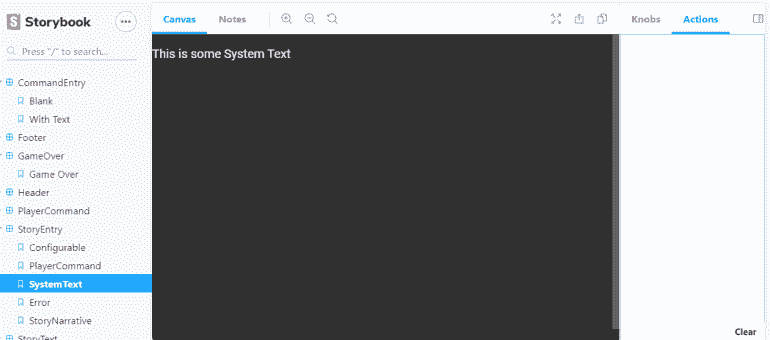 Storybook
Canvas
Notes
Knobs
Actions
Press "/" to search...
This is some System Text
CommandEntry
Blank
With Text
Footer
GameOver
Game Over
Header
PlayerCommand
StoryEntry
Configurable
PlayerCommand
SystemText
Error
StoryNarrative
StoryText
Clear